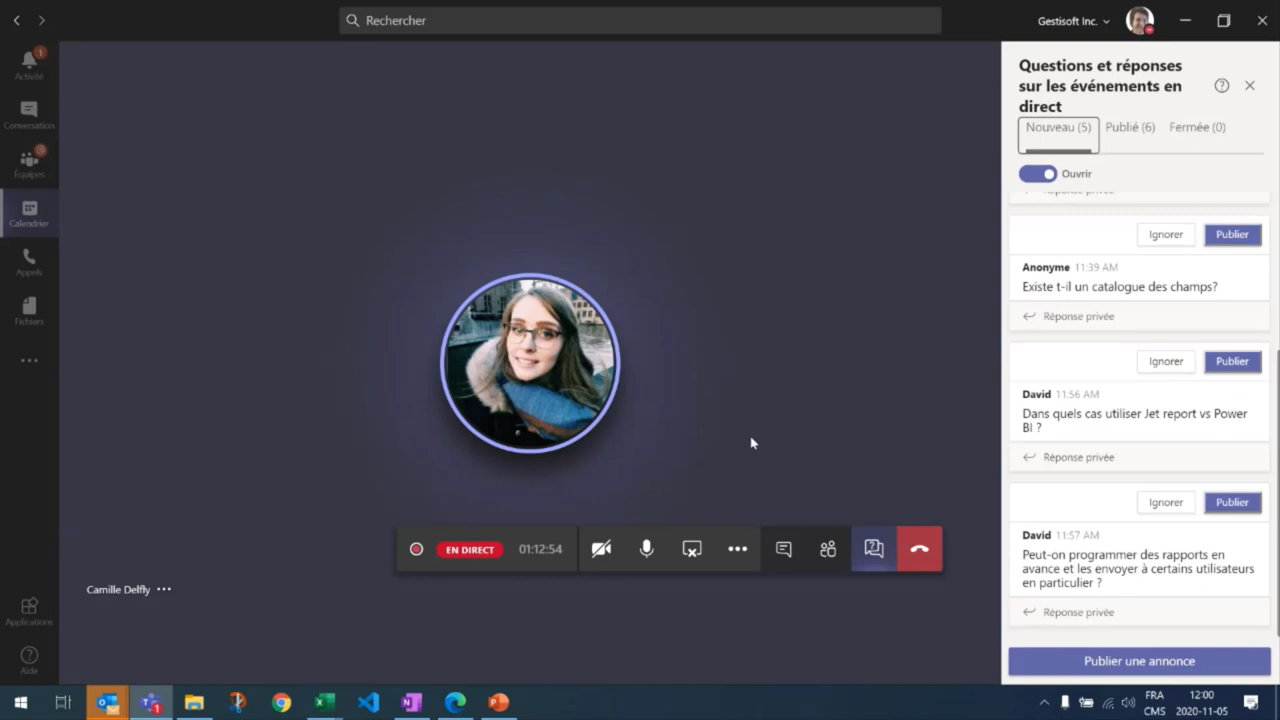 Rechercher
Gestisoft Inc.
Activité
1
Conversation
Équipes
Calendrier
Appels
Fichiers
Applications
Aide
Camille Delfly
EN DIRECT
01:12:54
Questions et réponses
sur les événements en
direct
Nouveau (5) Publié (6) Fermée (0)
Ouvrir
Réponse privée
Ignorer Publier
Anonyme 11:39 AM
Existe t-il un catalogue des champs?
Réponse privée
Ignorer Publier
David 11:56 AM
Dans quels cas utiliser Jet report vs Power
BI ?
Réponse privée
Ignorer Publier
David 11:57 AM
Peut-on programmer des rapports en
avance et les envoyer à certains utilisateurs
en particulier ?
Réponse privée
Publier une annonce
1
FRA
CMS
12:00
2020-11-05